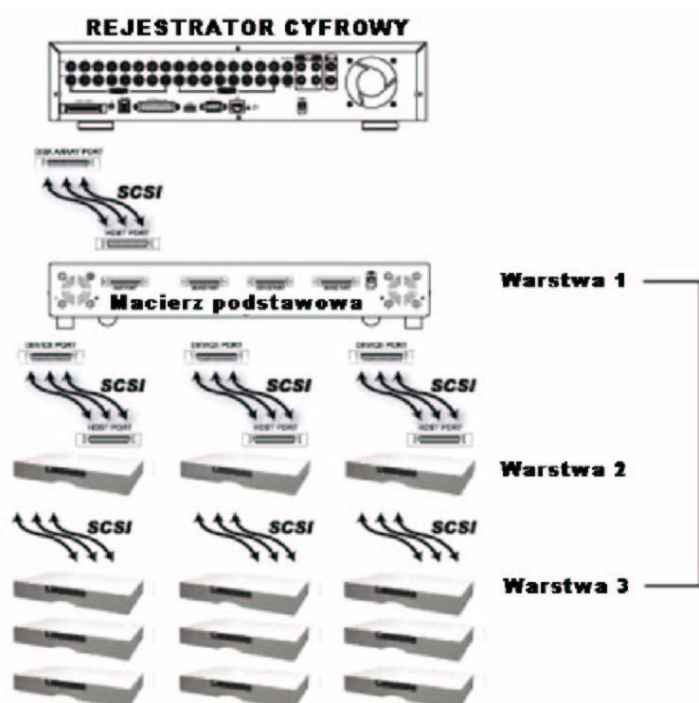 REJESTRATOR CYFROWY
DISK ARRAY PORT
SCSI
HOST PORT
Warstwa 1
Macierz podstawowa
DEVICE PORT DEVICE PORT DEVICE PORT
SCSI SCSI SCSI
HOST PORT HOST PORT HOST PORT
Warstwa 2
SCSI SCSI SCSI
Warstwa 3